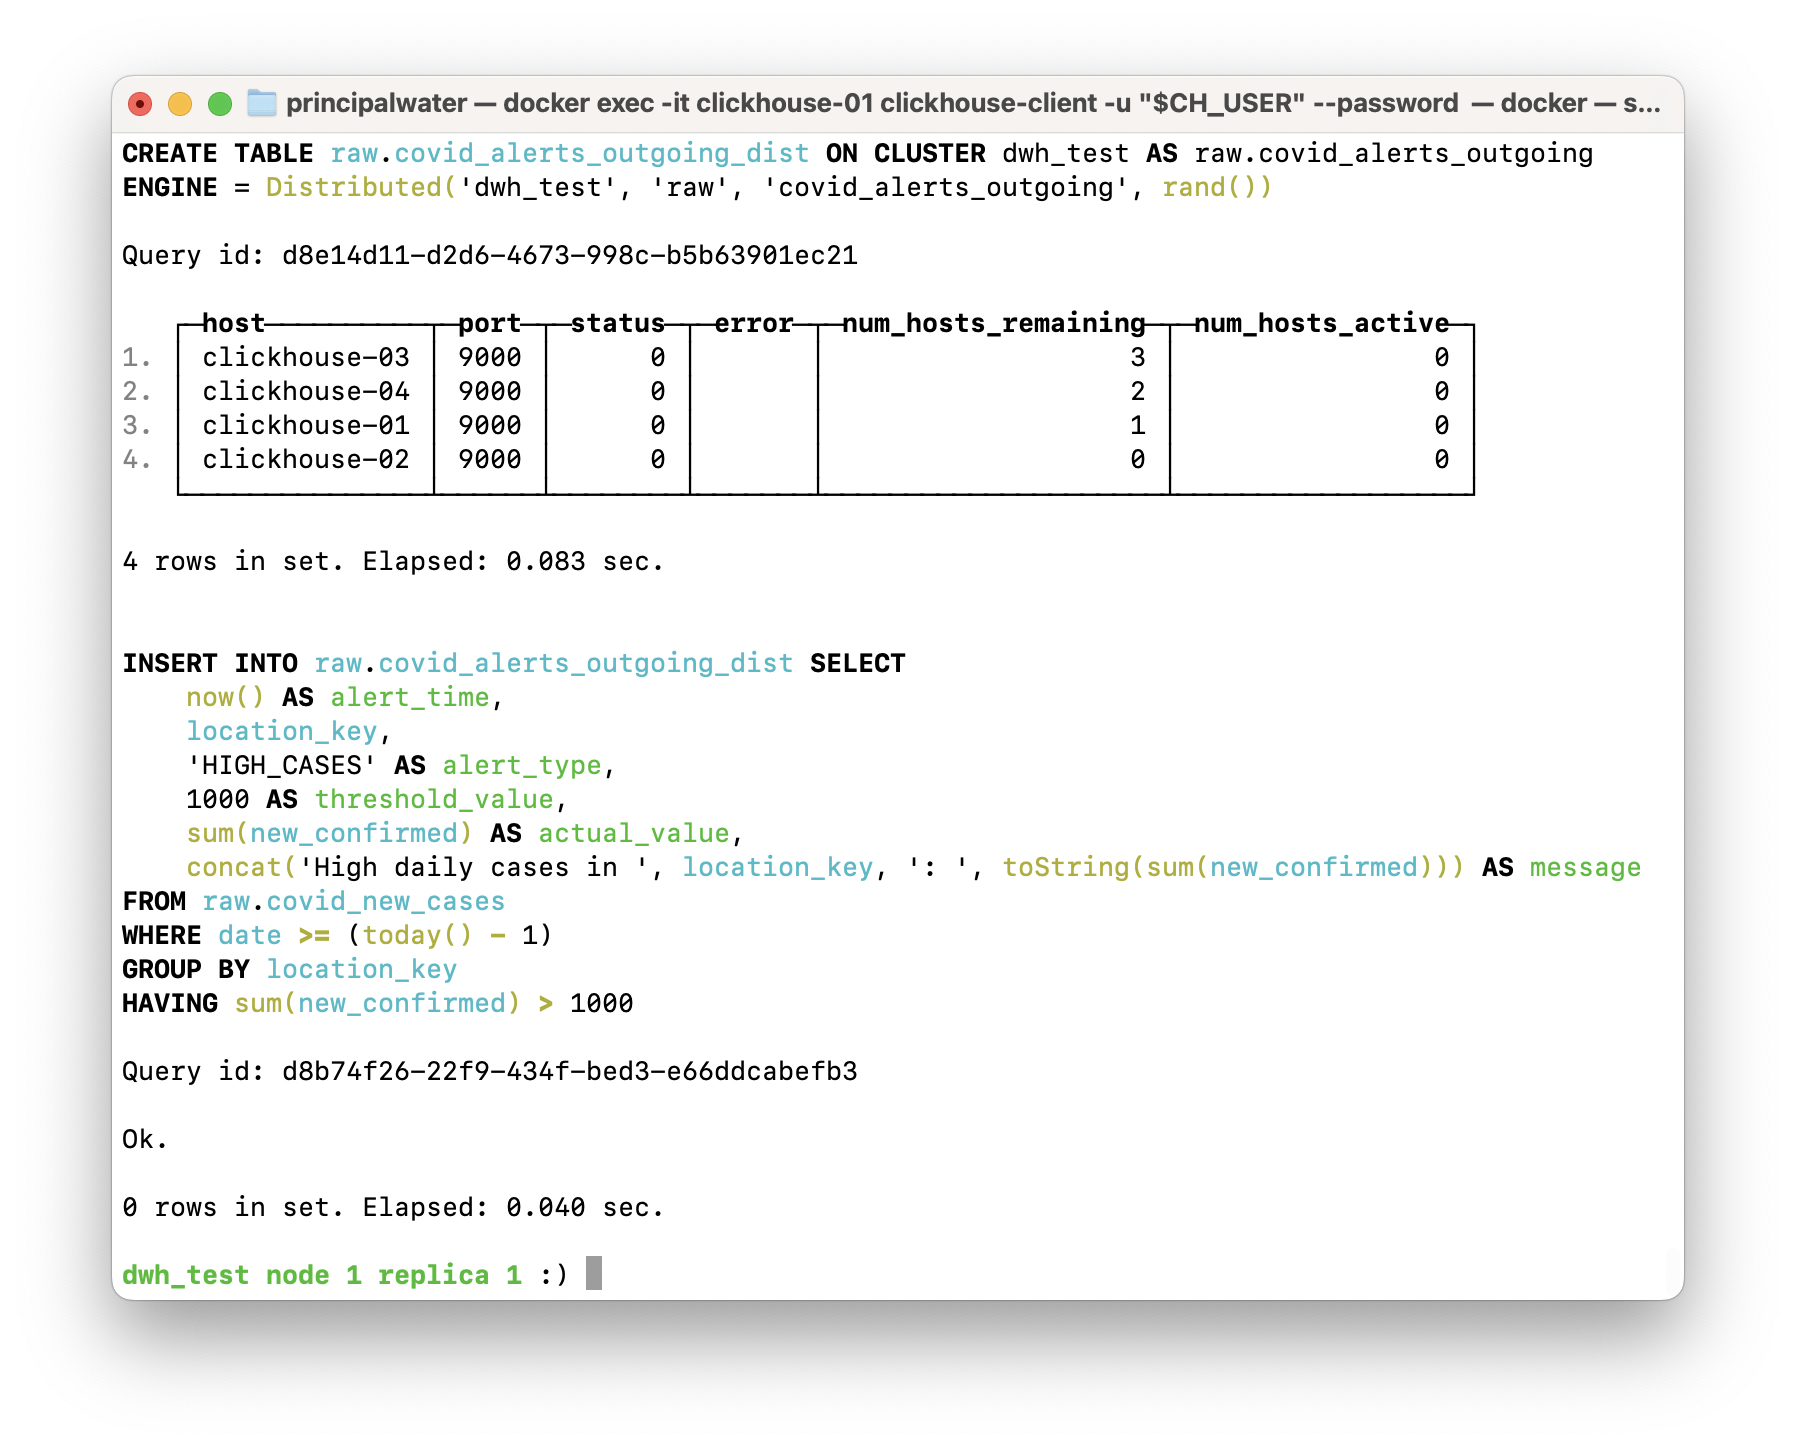 principalwater — docker exec -it clickhouse-01 clickhouse-client -u "$CH_USER" --password — docker — s...
CREATE TABLE raw.covid_alerts_outgoing_dist ON CLUSTER dwh_test AS raw.covid_alerts_outgoing
ENGINE = Distributed('dwh_test', 'raw', 'covid_alerts_outgoing', rand())
Query id: d8e14d11-d2d6-4673-998c-b5b63901ec21
host port status error num_hosts_remaining num_hosts_active
1. clickhouse-03 9000 0 3 0
2. clickhouse-04 9000 0 2 0
3. clickhouse-01 9000 0 1 0
4. clickhouse-02 9000 0 0 0
4 rows in set. Elapsed: 0.083 sec.
INSERT INTO raw.covid_alerts_outgoing_dist SELECT
now() AS alert_time,
location_key,
'HIGH_CASES' AS alert_type,
1000 AS threshold_value,
sum(new_confirmed) AS actual_value,
concat('High daily cases in ', location_key, ': ', toString(sum(new_confirmed))) AS message
FROM raw.covid_new_cases
WHERE date >= (today() - 1)
GROUP BY location_key
HAVING sum(new_confirmed) > 1000
Query id: d8b74f26-22f9-434f-bed3-e66ddcabefb3
Ok.
0 rows in set. Elapsed: 0.040 sec.
dwh_test node 1 replica 1 :)